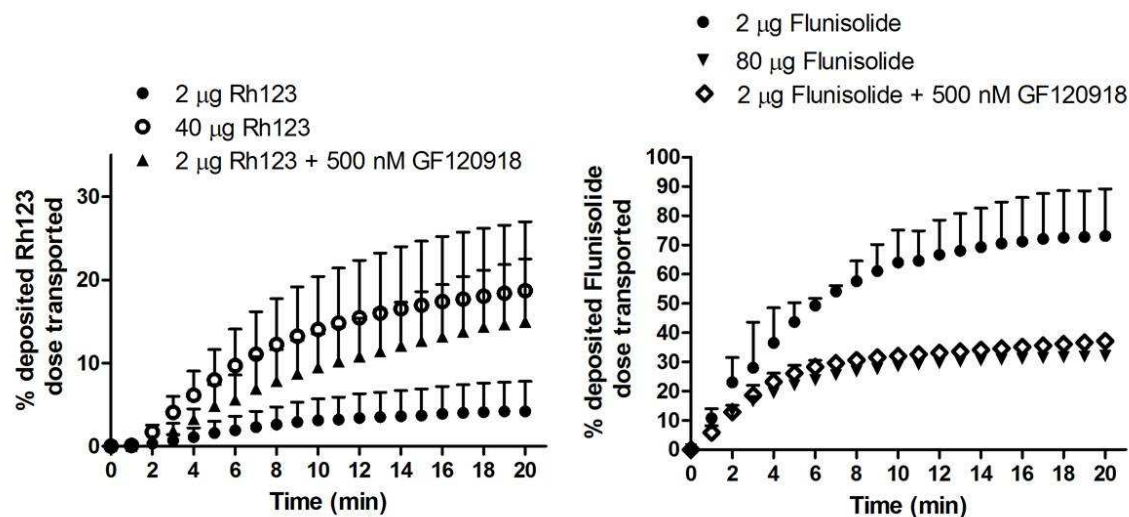 2 μg Rh123
40 μg Rh123
2 μg Rh123 + 500 nM GF120918
% deposited Rh123
dose transported
30
20
10
0
0 2 4 6 8 10 12 14 16 18 20
Time (min)
2 μg Flunisolide
80 μg Flunisolide
2 μg Flunisolide + 500 nM GF120918
% deposited Flunisolide
dose transported
100
90
80
70
60
50
40
30
20
10
0
0 2 4 6 8 10 12 14 16 18 20
Time (min)